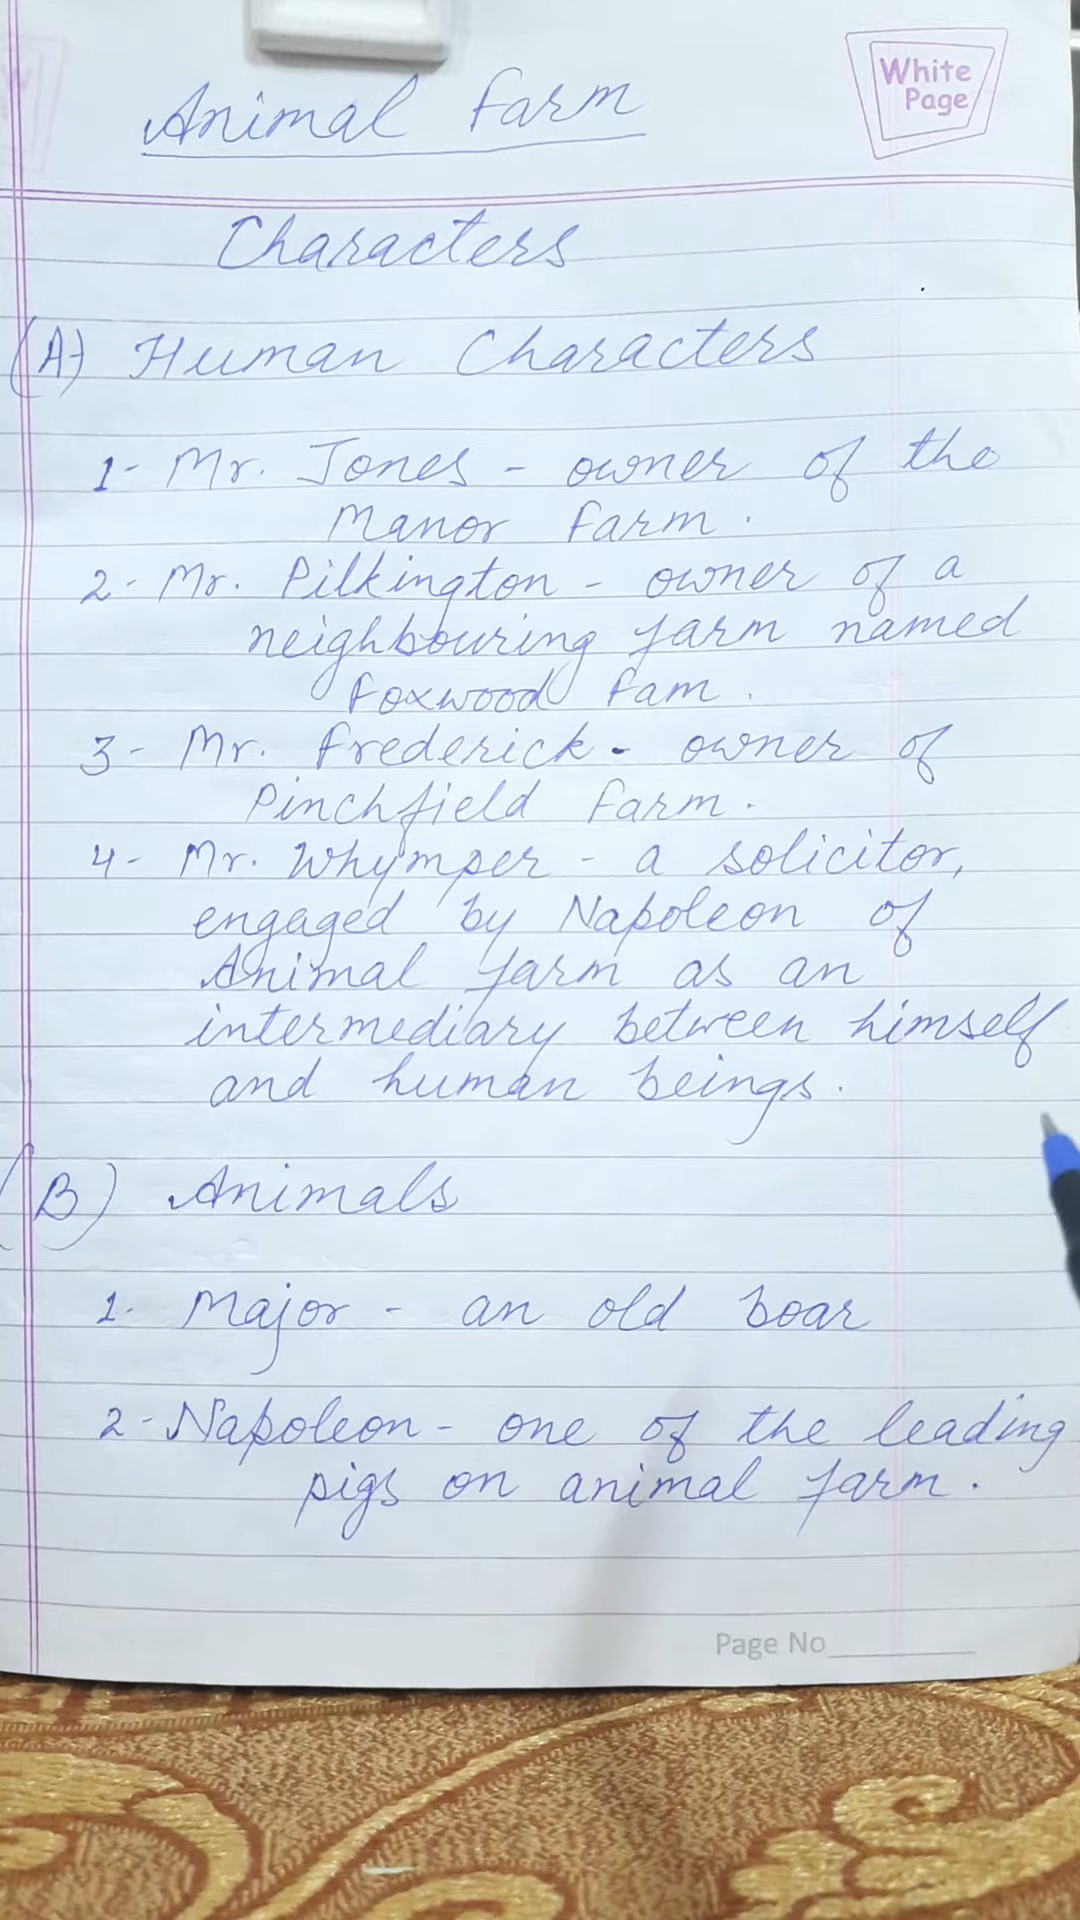 White
Page
Animal Farm
Characters
(A) Human Characters
1- Mr. Jones - owner of the
Manor Farm.
2- Mr. Pilkington - owner of a
neighbouring farm named
Foxwood Fam.
3- Mr. Frederick - owner of
Pinchfield Farm.
4- Mr. Whymper - a solicitor,
engaged by Napoleon of
Animal farm as an
intermediary between himself
and human beings.
(B) Animals
1. Major - an old boar
2- Napoleon - one of the leading
pigs on animal farm.
Page No